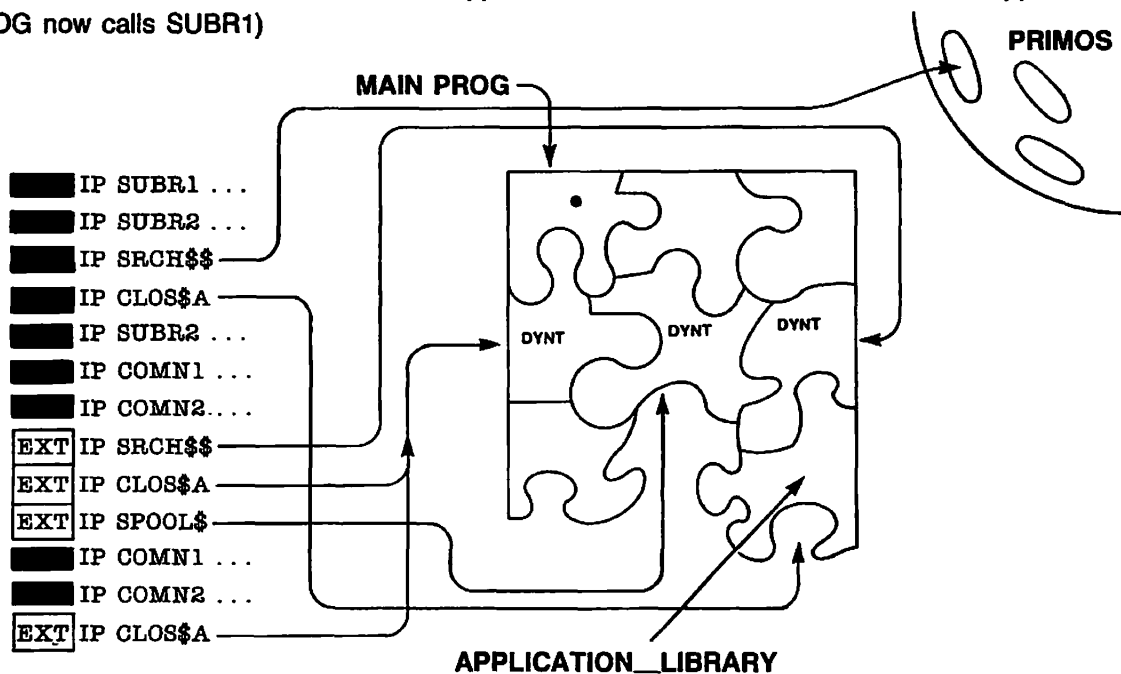 OG now calls SUBR1)
PRIMOS
MAIN PROG
IP SUBR1 ...
IP SUBR2 ...
IP SRCH$$
IP CLOS$A
IP SUBR2 ...
IP COMN1 ...
IP COMN2....
EXT IP SRCH$$
EXT IP CLOS$A
EXT IP SPOOL$
IP COMN1 ...
IP COMN2 ...
EXT IP CLOS$A
DYNT
DYNT
DYNT
APPLICATION__LIBRARY